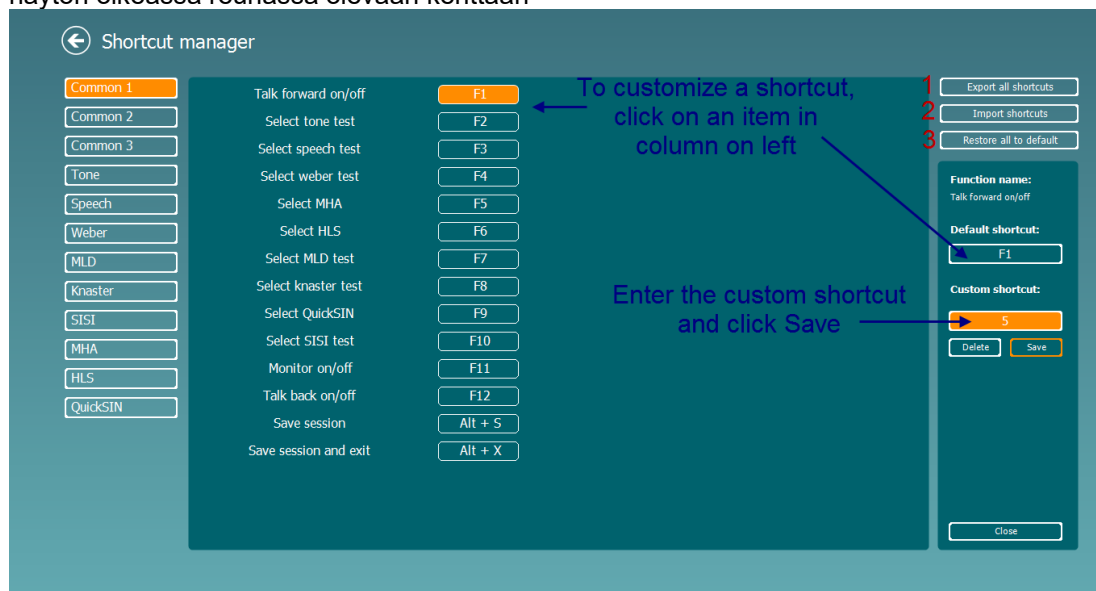 näytön oikeassa reunassa olevaan kenttään
Shortcut manager
Common 1
Common 2
Common 3
Tone
Speech
Weber
MLD
Knaster
SISI
MHA
HLS
QuickSIN
Talk forward on/off F1
Select tone test F2
Select speech test F3
Select weber test F4
Select MHA F5
Select HLS F6
Select MLD test F7
Select knaster test F8
Select QuickSIN F9
Select SISI test F10
Monitor on/off F11
Talk back on/off F12
Save session Alt + S
Save session and exit Alt + X
To customize a shortcut,
click on an item in
column on left
Enter the custom shortcut
and click Save
1 Export all shortcuts
2 Import shortcuts
3 Restore all to default
Function name:
Talk forward on/off
Default shortcut:
F1
Custom shortcut:
S
Delete Save
Close